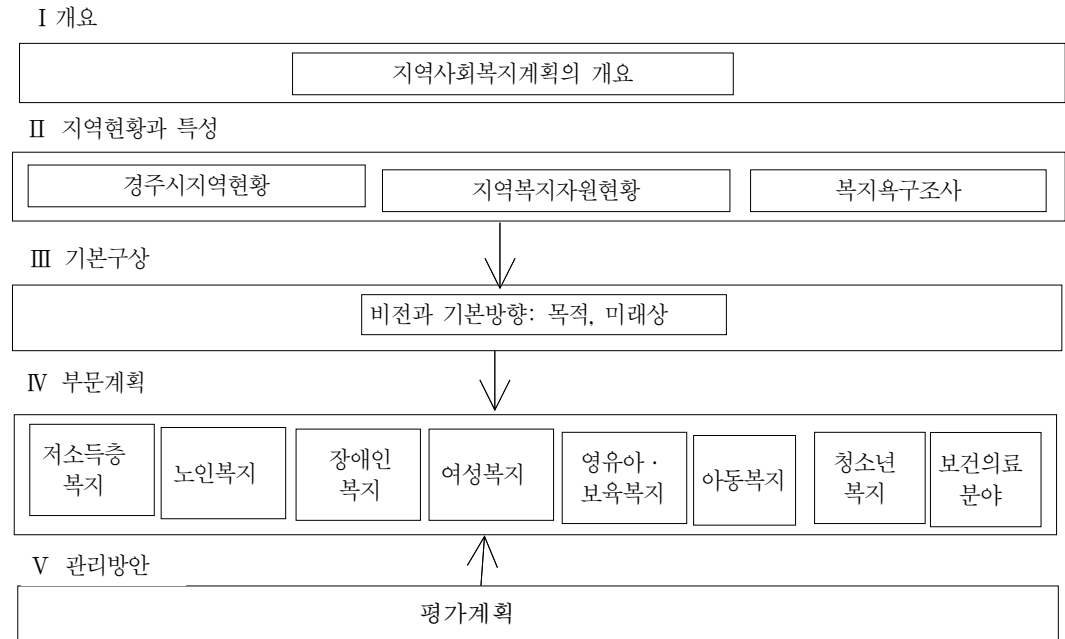 Ⅰ 개요
지역사회복지계획의 개요
Ⅱ 지역현황과 특성
경주시지역현황
지역복지자원현황
복지욕구조사
Ⅲ 기본구상
비전과 기본방향: 목적, 미래상
Ⅳ 부문계획
저소득층
복지
노인복지
장애인
복지
여성복지
영유아·
보육복지
아동복지
청소년
복지
보건의료
분야
Ⅴ 관리방안
평가계획